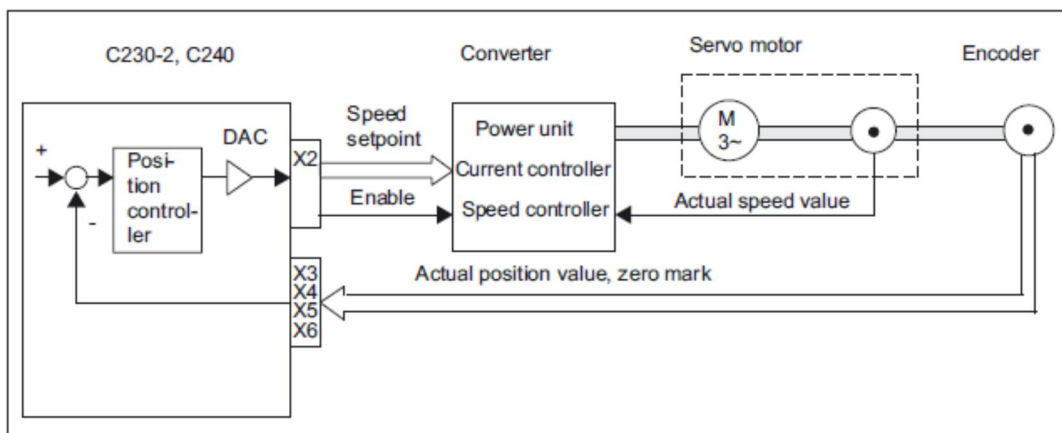 C230-2, C240
Converter
Servo motor
Encoder
+
-
Posi-
tion
control-
ler
DAC
X2
Speed
setpoint
Enable
Power unit
Current controller
Speed controller
M
3~
Actual speed value
Actual position value, zero mark
X3
X4
X5
X6